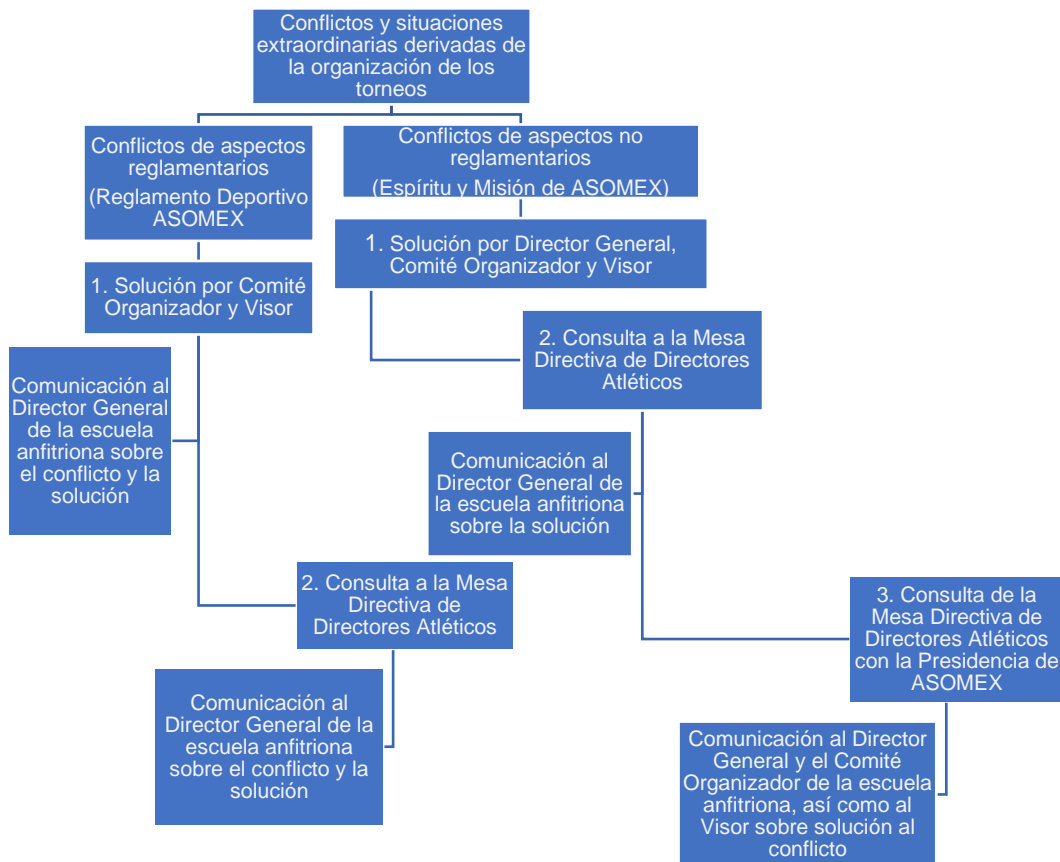 Conflictos y situaciones
extraordinarias derivadas de
la organización de los
torneos
Conflictos de aspectos
reglamentarios
(Reglamento Deportivo
ASOMEX
Conflictos de aspectos no
reglamentarios
(Espíritu y Misión de ASOMEX)
1. Solución por Comité
Organizador y Visor
1. Solución por Director General,
Comité Organizador y Visor
Comunicación al
Director General
de la escuela
anfitriona sobre
el conflicto y la
solución
2. Consulta a la Mesa
Directiva de Directores
Atléticos
Comunicación al
Director General de
la escuela anfitriona
sobre la solución
2. Consulta a la Mesa
Directiva de
Directores Atléticos
Comunicación al
Director General de la
escuela anfitriona
sobre el conflicto y la
solución
3. Consulta de la
Mesa Directiva de
Directores Atléticos
con la Presidencia de
ASOMEX
Comunicación al Director
General y el Comité
Organizador de la escuela
anfitriona, así como al
Visor sobre solución al
conflicto